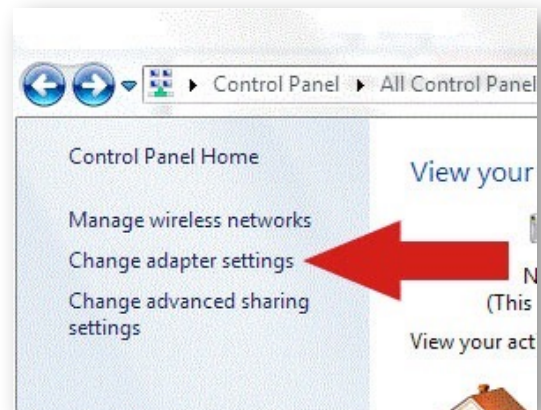 Control Panel
All Control Panel
Control Panel Home
Manage wireless networks
Change adapter settings
Change advanced sharing
settings
View your
N
(This
View your act